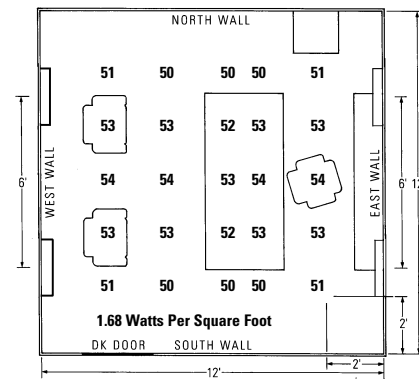 NORTH WALL
51 50 50 50 51
53 53 52 53 53
54 54 53 54 54
53 53 52 53 53
51 50 50 50 51
WEST WALL
EAST WALL
6'
6'
2'
1.68 Watts Per Square Foot
DK DOOR SOUTH WALL
2'
12'